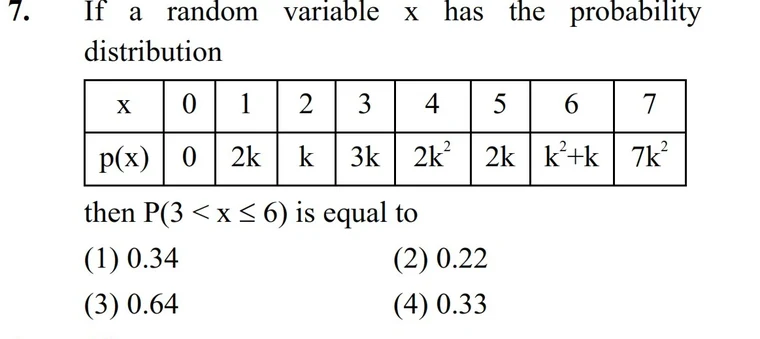 7. If a random variable x has the probability
distribution
x 0 1 2 3 4 5 6 7
p(x) 0 2k k 3k 2k² 2k k²+k 7k²
then P(3 < x ≤ 6) is equal to
(1) 0.34 (2) 0.22
(3) 0.64 (4) 0.33